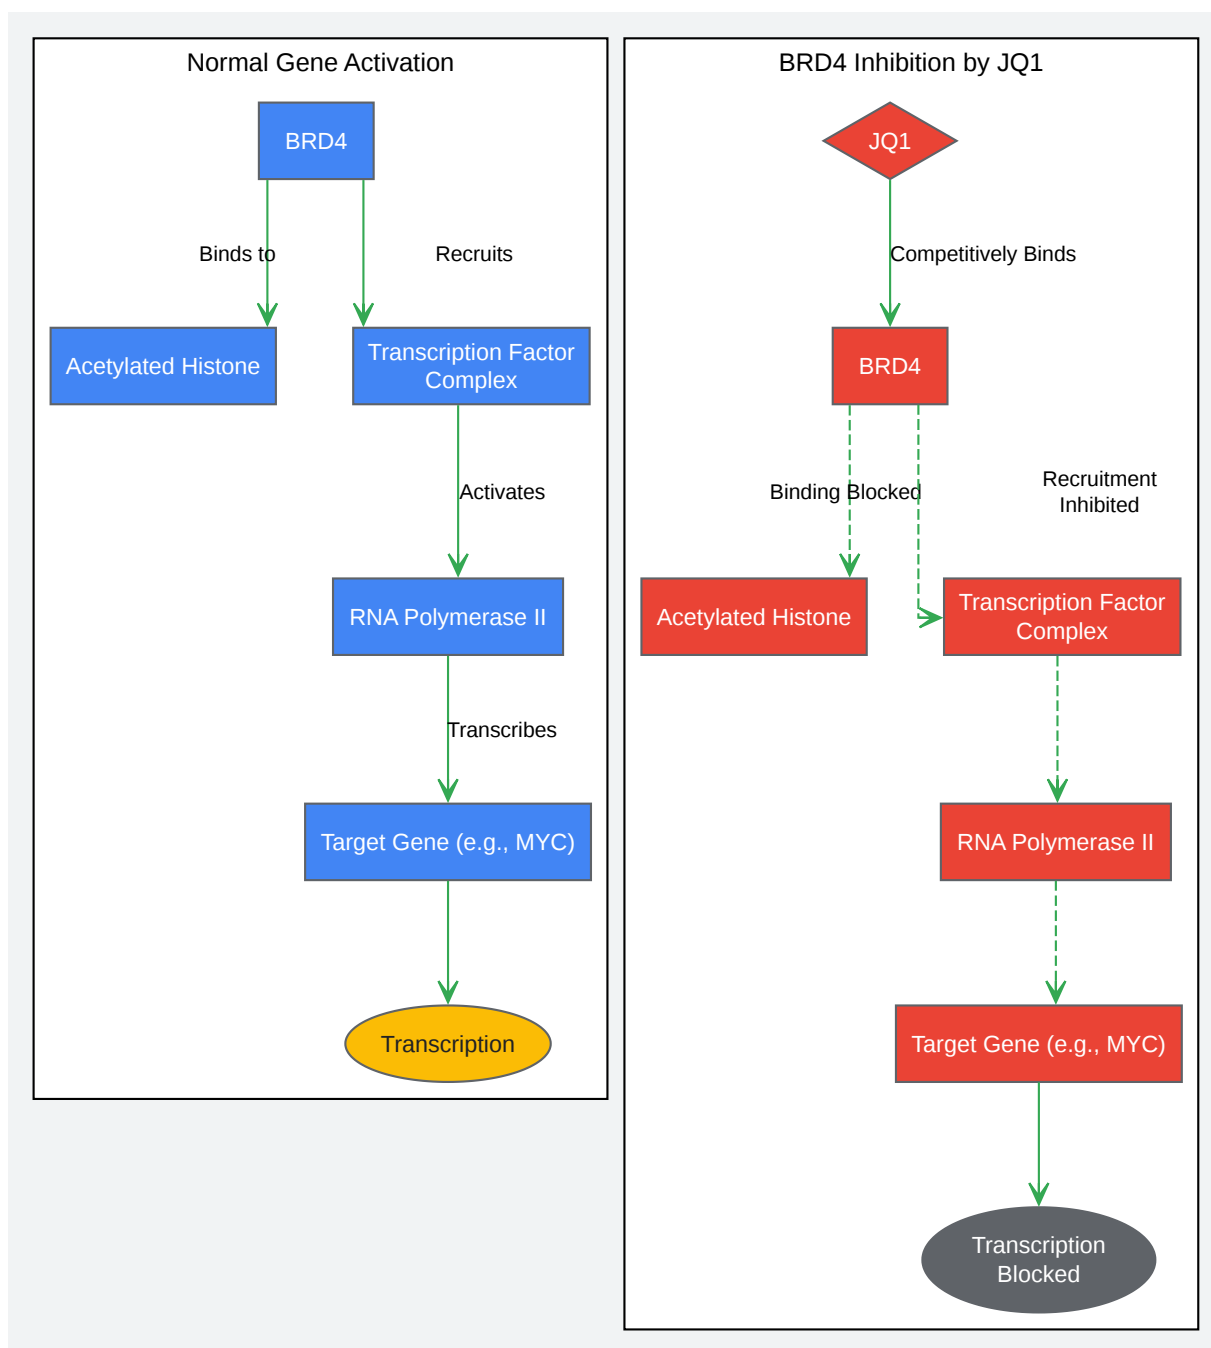 Normal Gene Activation
BRD4
Binds to
Recruits
Acetylated Histone
Transcription Factor
Complex
Activates
RNA Polymerase II
Transcribes
Target Gene (e.g., MYC)
Transcription
BRD4 Inhibition by JQ1
JQ1
Competitively Binds
BRD4
Binding Blocked
Recruitment
Inhibited
Acetylated Histone
Transcription Factor
Complex
RNA Polymerase II
Target Gene (e.g., MYC)
Transcription
Blocked